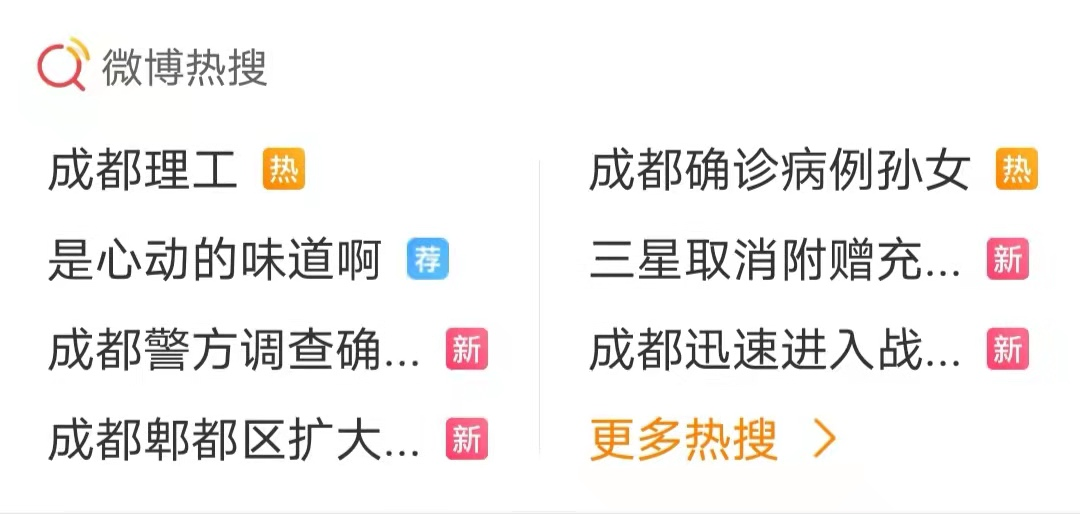 微博热搜
成都理工 热
成都确诊病例孙女 热
是心动的味道啊 荐
三星取消附赠充... 新
成都警方调查确... 新
成都迅速进入战... 新
成都郫都区扩大... 新
更多热搜 >